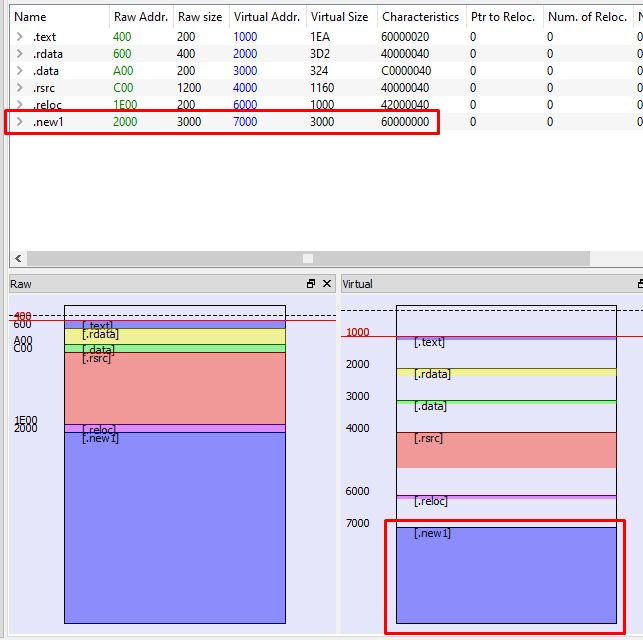 Name Raw Addr. Raw size Virtual Addr. Virtual Size Characteristics Ptr to Reloc. Num. of Reloc. N
.text 400 200 1000 1EA 60000020 0 0 0
.rdata 600 400 2000 3D2 40000040 0 0 0
.data A00 200 3000 324 C0000040 0 0 0
.rsrc C00 1200 4000 1160 40000040 0 0 0
.reloc 1E00 200 6000 1000 42000040 0 0 0
.new1 2000 3000 7000 3000 60000000 0 0 0
Raw
400
600 [.text]
[.rdata]
A00
C00 [.data]
[.rsrc]
1E00
2000 [.reloc]
[.new1]
Virtual
1000
[.text]
2000
[.rdata]
3000
[.data]
4000
[.rsrc]
6000
[.reloc]
7000
[.new1]